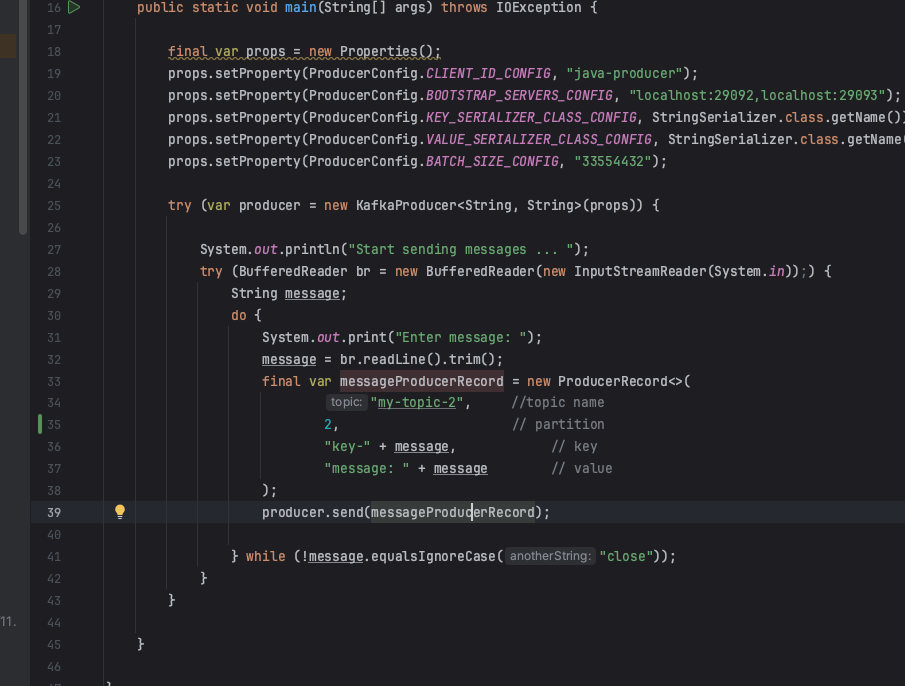 16 public static void main(String[] args) throws IOException {
17
18 final var props = new Properties();
19 props.setProperty(ProducerConfig.CLIENT_ID_CONFIG, "java-producer");
20 props.setProperty(ProducerConfig.BOOTSTRAP_SERVERS_CONFIG, "localhost:29092,localhost:29093");
21 props.setProperty(ProducerConfig.KEY_SERIALIZER_CLASS_CONFIG, StringSerializer.class.getName())
22 props.setProperty(ProducerConfig.VALUE_SERIALIZER_CLASS_CONFIG, StringSerializer.class.getName(
23 props.setProperty(ProducerConfig.BATCH_SIZE_CONFIG, "33554432");
24
25 try (var producer = new KafkaProducer<String, String>(props)) {
26
27 System.out.println("Start sending messages ... ");
28 try (BufferedReader br = new BufferedReader(new InputStreamReader(System.in));) {
29 String message;
30 do {
31 System.out.print("Enter message: ");
32 message = br.readLine().trim();
33 final var messageProducerRecord = new ProducerRecord<>(
34 topic: "my-topic-2", //topic name
35 2, // partition
36 "key-" + message, // key
37 "message: " + message // value
38 );
39 producer.send(messageProducerRecord);
40
41 } while (!message.equalsIgnoreCase( anotherString: "close"));
42 }
43 }
11.
44
45 }
46